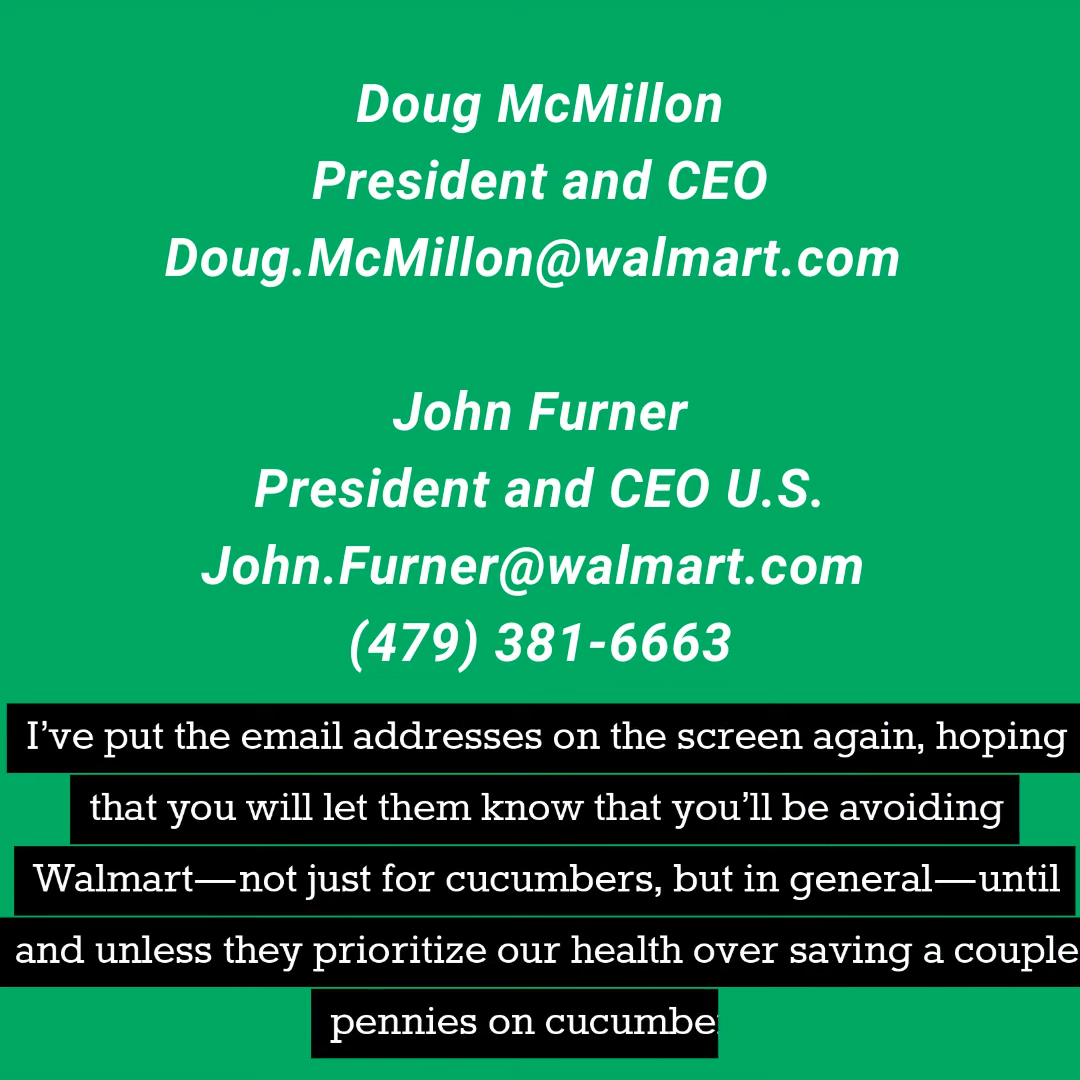 Doug McMillon
President and CEO
Doug.McMillon@walmart.com
John Furner
President and CEO U.S.
John.Furner@walmart.com
(479) 381-6663
I’ve put the email addresses on the screen again, hoping
that you will let them know that you’ll be avoiding
Walmart—not just for cucumbers, but in general—until
and unless they prioritize our health over saving a couple
pennies on